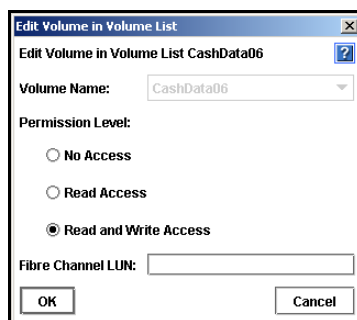 Edit Volume in Volume List
Edit Volume in Volume List CashData06
?
Volume Name: CashData06
Permission Level:
No Access
Read Access
Read and Write Access
Fibre Channel LUN:
OK Cancel